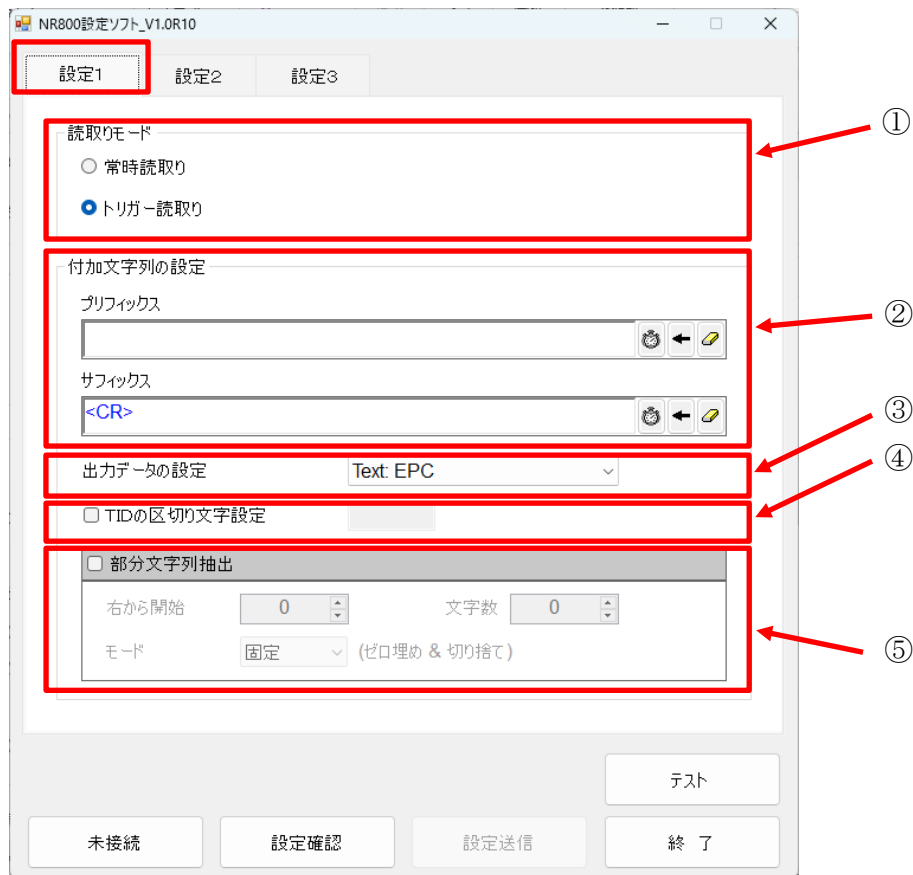 NR800設定ソフト_V1.0R10
設定1 設定2 設定3
①
読取りモード
常時読取り
トリガー読取り
付加文字列の設定
プリフィックス
②
サフィックス
<CR>
③
出力データの設定 Text: EPC
④
TIDの区切り文字設定
部分文字列抽出
右から開始 0 文字数 0
⑤
モード 固定 (ゼロ埋め & 切り捨て)
テスト
未接続 設定確認 設定送信 終 了